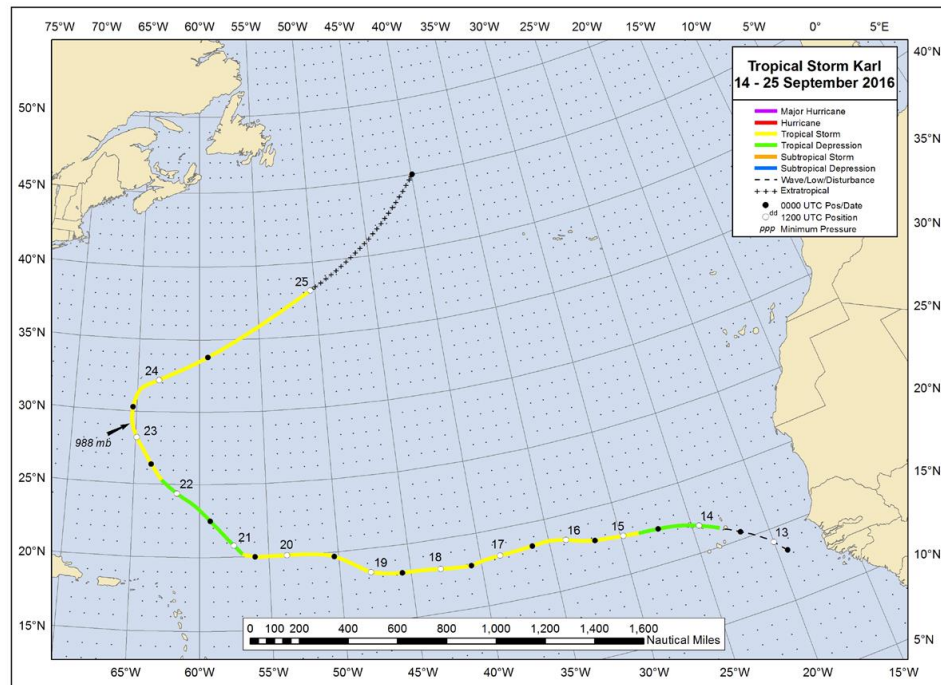 75°W 70°W 65°W 60°W 55°W 50°W 45°W 40°W 35°W 30°W 25°W 20°W 15°W 10°W 5°W 0° 5°E
Tropical Storm Karl
14 - 25 September 2016
Major Hurricane
Hurricane
Tropical Storm
Tropical Depression
Subtropical Storm
Subtropical Depression
Wave/Low/Disturbance
Extratropical
0000 UTC Pos/Date
dd
1200 UTC Position
ppp Minimum Pressure
50°N
45°N
40°N
35°N
30°N
25°N
20°N
15°N
40°N
35°N
30°N
25°N
20°N
15°N
10°N
5°N
25
24
988 mb
23
22
21
20
19
18
17
16
15
14
13
0 100 200 400 600 800 1,000 1,200 1,400 1,600
Nautical Miles
65°W 60°W 55°W 50°W 45°W 40°W 35°W 30°W 25°W 20°W 15°W